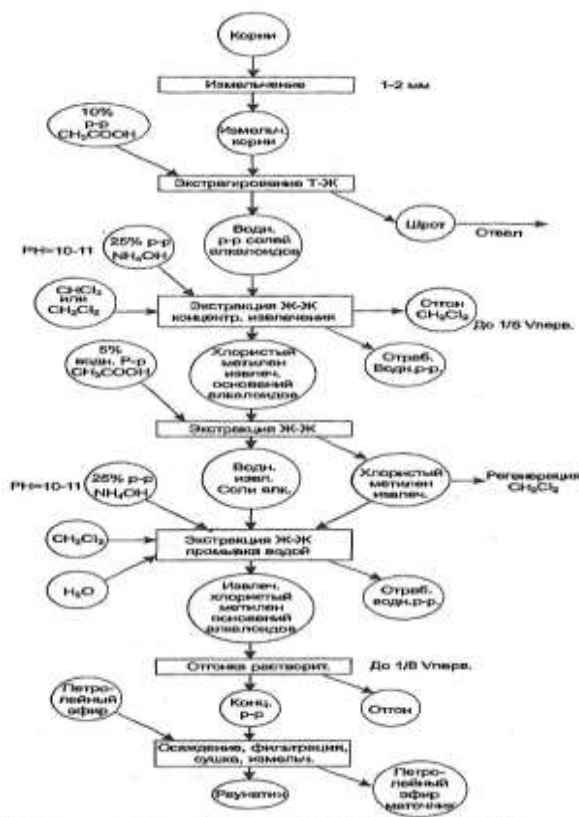 Корни
Измельчение
1-2 мм
10%
р-р
CH₃COOH
Измельч.
корни
Экстрагирование Т-Ж
Шрот
Отвал
Водн.
р-р солей
алкалоидов
PH=10-11
25% р-р
NH₄OH
CHCl₃
или
CH₂Cl₂
Экстракция Ж-Ж
концентр. извлечения
Отгон
CH₂Cl₂
До 1/5 Vперв.
Отраб.
Водн.р-р.
5%
водн. Р-р
CH₃COOH
Хлористый
метилен
извлеч.
оснований
алкалоидов
Экстракция Ж-Ж
PH=10-11
25% р-р
NH₄OH
Водн.
извл.
Соли алк.
Хлористый
метилен
извлеч.
Регенерация
CH₂Cl₂
CH₂Cl₂
H₂O
Экстракция Ж-Ж
промывка водой
Отраб.
водн.р-р.
Извлеч.
хлористый
метилен
оснований
алкалоидов
Отгонка растворит.
До 1/8 Vперв.
Отгон
Петро-
лейный
эфир
Конц.
р-р
Осаждение, фильтрация,
сушка, измельч.
Раунатин
Петро-
лейный
эфир
маточник